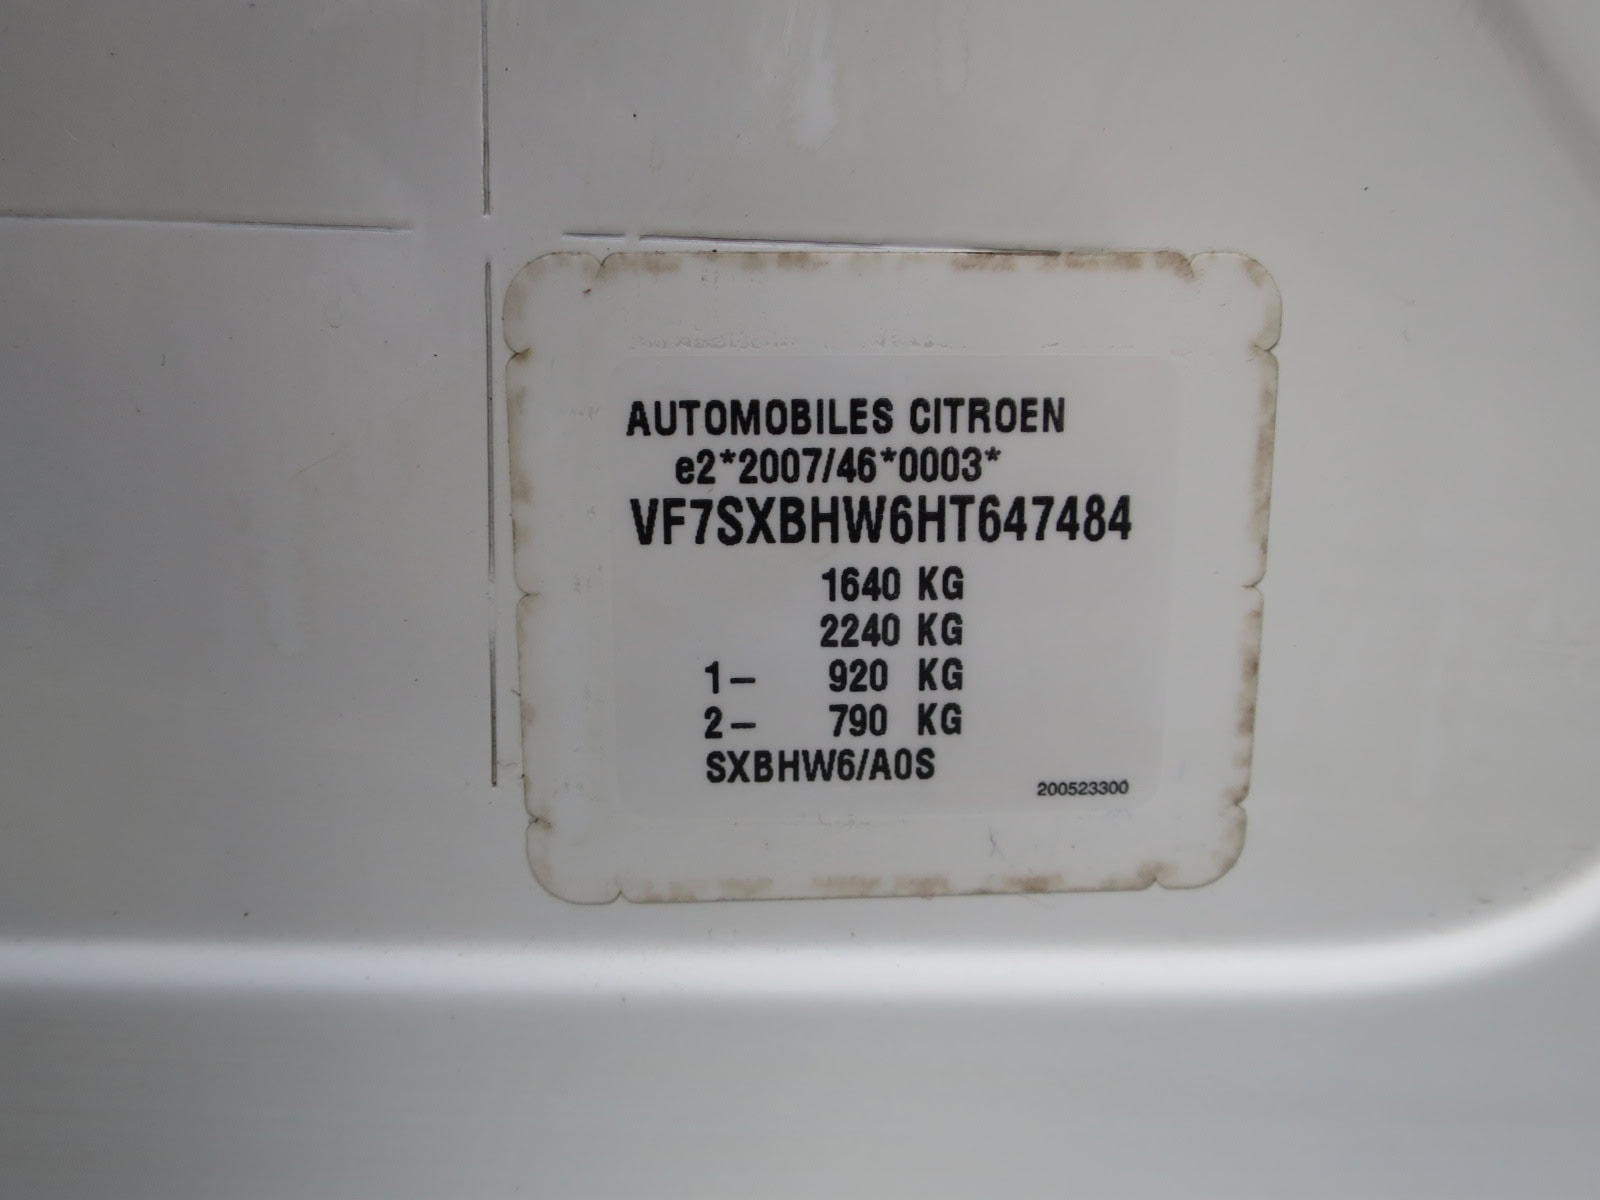 AUTOMOBILES CITROEN
e2*2007/46*0003*
VF7SXBHW6HT647484
1640 KG
2240 KG
1– 920 KG
2– 790 KG
SXBHW6/A0S
200523300